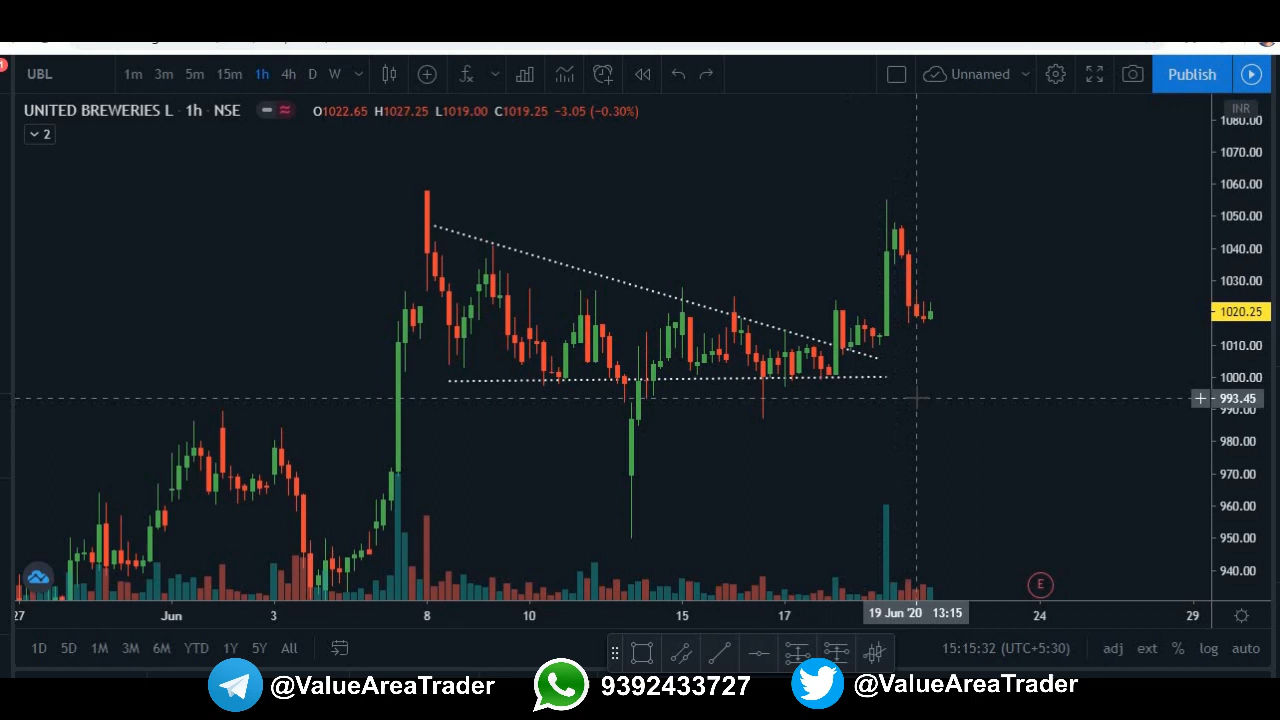 UBL 1m 3m 5m 15m 1h 4h D W Unnamed Publish
UNITED BREWERIES L · 1h · NSE O1022.65 H1027.25 L1019.00 C1019.25 -3.05 (-0.30%)
2
INR
1080.00
1070.00
1060.00
1050.00
1040.00
1030.00
1020.25
1010.00
1000.00
993.45
990.00
980.00
970.00
960.00
950.00
940.00
E
27 Jun 3 8 10 15 17 19 Jun '20 13:15 24 29
1D 5D 1M 3M 6M YTD 1Y 5Y All 15:15:32 (UTC+5:30) adj ext % log auto
@ValueAreaTrader 9392433727 @ValueAreaTrader